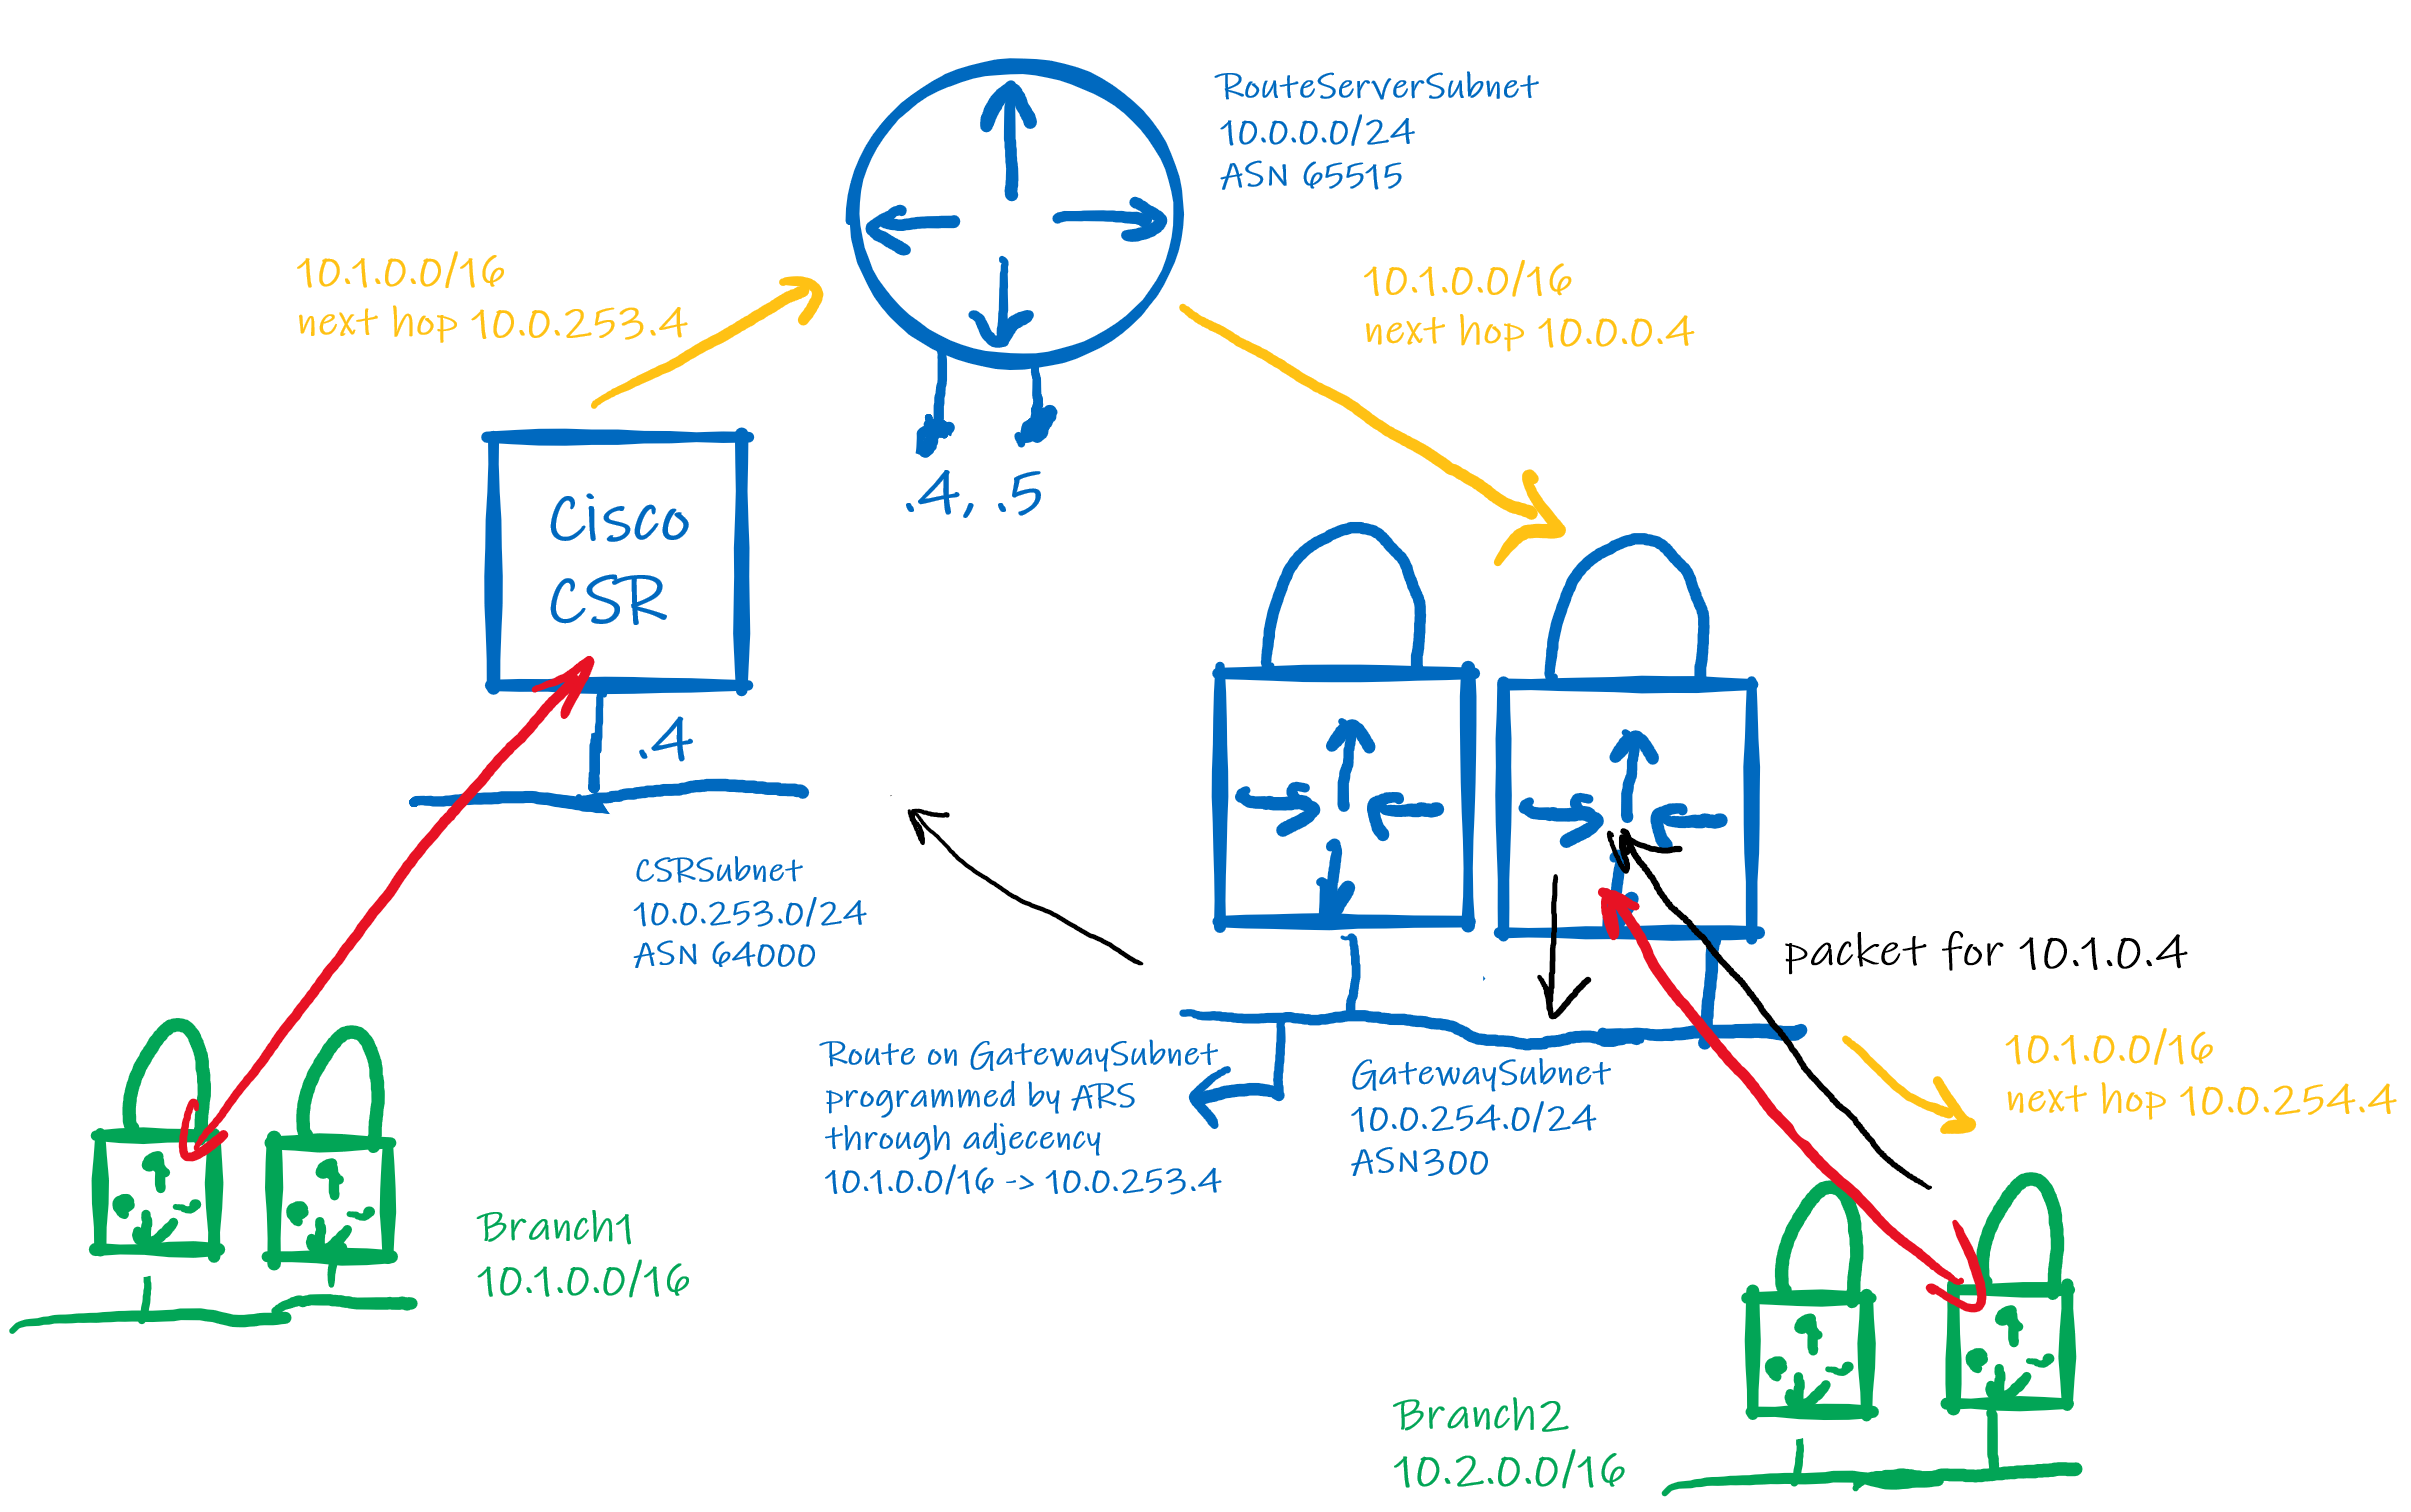 RouteServerSubnet
10.0.0.0/24
ASN 65515
10.1.0.0/16
next hop 10.0.253.4
10.1.0.0/16
next hop 10.0.0.4
.4, .5
Cisco
CSR
.4
CSRSubnet
10.0.253.0/24
ASN 64000
packet for 10.1.0.4
10.1.0.0/16
next hop 10.0.254.4
Route on GatewaySubnet
programmed by ARS
through adjecency
10.1.0.0/16 -> 10.0.253.4
GatewaySubnet
10.0.254.0/24
ASN300
Branch1
10.1.0.0/16
Branch2
10.2.0.0/16